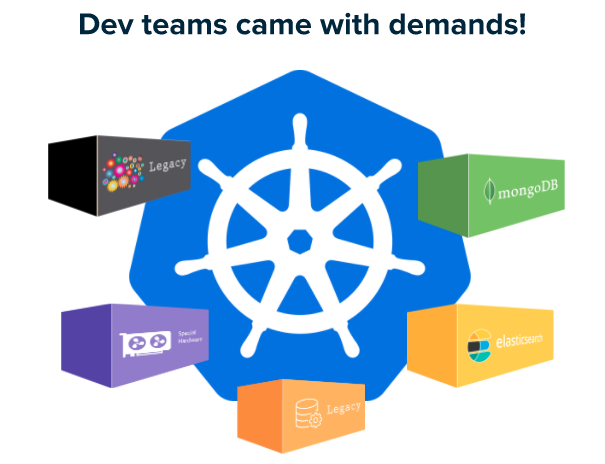 Dev teams came with demands!
Legacy
mongoDB
Special
Hardware
elasticsearch
Legacy